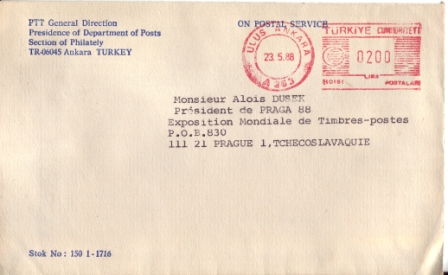 PTT General Direction
Presidence of Department of Posts
Section of Philately
TR-06045 Ankara TURKEY
ON POSTAL SERVICE
ULUS ANKARA
23.5.88
A 363
TÜRKİYE CUMHURİYETİ
0200
LİRA
POSTALARI
Monsieur Alois DUSEK
Président de PRAGA 88
Exposition Mondiale de Timbres-postes
P.O.B.830
111 21 PRAGUE 1,TCHECOSLAVAQUIE
Stok No : 150 1-1716